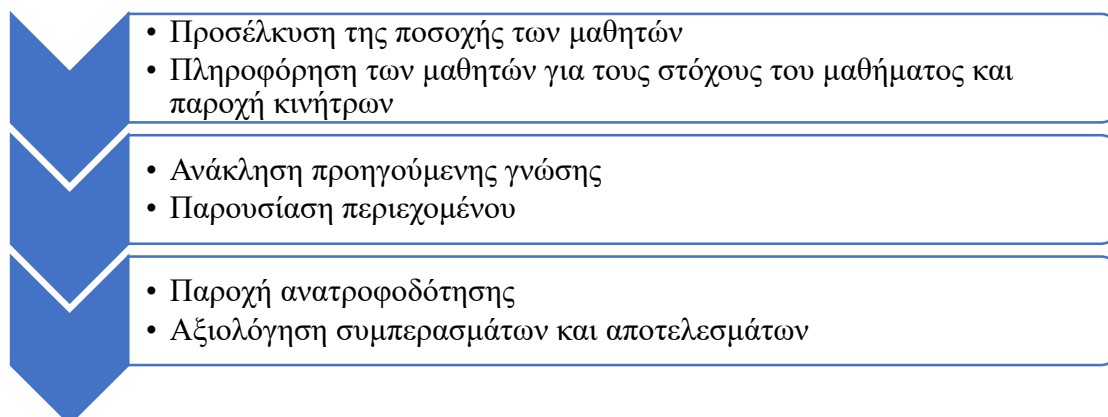 • Προσέλκυση της ποσοχής των μαθητών
• Πληροφόρηση των μαθητών για τους στόχους του μαθήματος και
παροχή κινήτρων
• Ανάκληση προηγούμενης γνώσης
• Παρουσίαση περιεχομένου
• Παροχή ανατροφοδότησης
• Αξιολόγηση συμπερασμάτων και αποτελεσμάτων